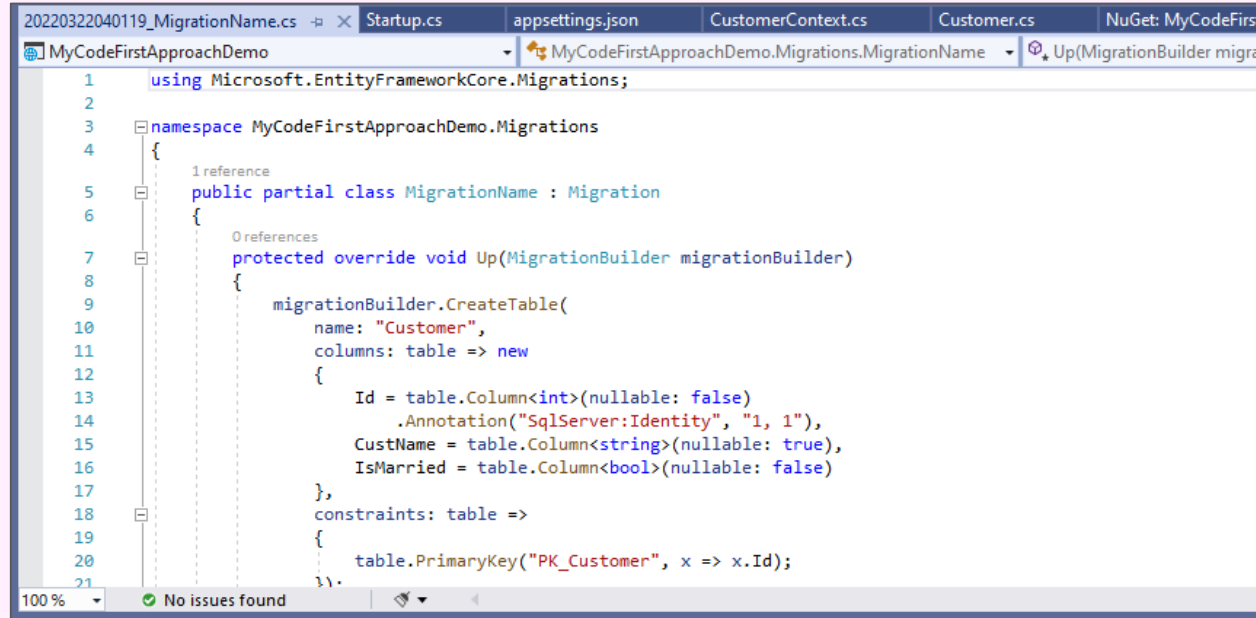 20220322040119_MigrationName.cs Startup.cs appsettings.json CustomerContext.cs Customer.cs NuGet: MyCodeFirs
MyCodeFirstApproachDemo MyCodeFirstApproachDemo.Migrations.MigrationName Up(MigrationBuilder migra
1 using Microsoft.EntityFrameworkCore.Migrations;
2
3 namespace MyCodeFirstApproachDemo.Migrations
4 {
1 reference
5 public partial class MigrationName : Migration
6 {
0 references
7 protected override void Up(MigrationBuilder migrationBuilder)
8 {
9 migrationBuilder.CreateTable(
10 name: "Customer",
11 columns: table => new
12 {
13 Id = table.Column<int>(nullable: false)
14 .Annotation("SqlServer:Identity", "1, 1"),
15 CustName = table.Column<string>(nullable: true),
16 IsMarried = table.Column<bool>(nullable: false)
17 },
18 constraints: table =>
19 {
20 table.PrimaryKey("PK_Customer", x => x.Id);
21 });
100 % No issues found